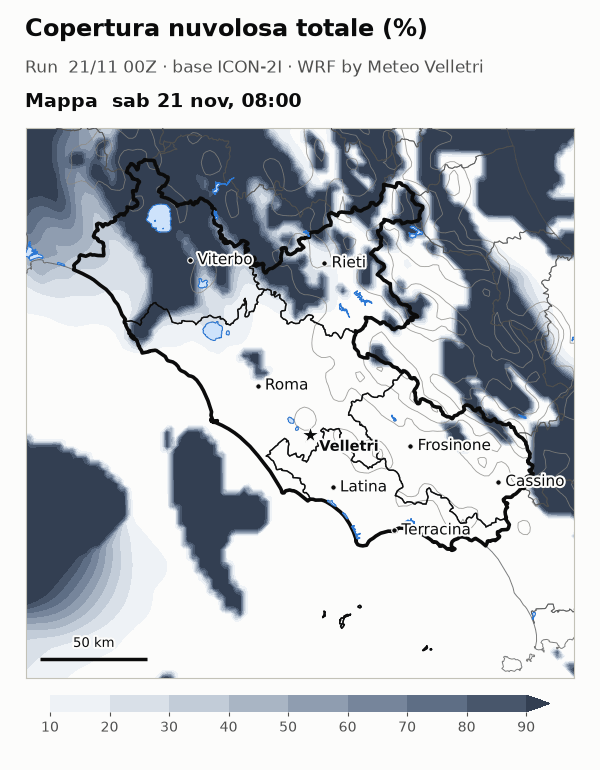 Copertura nuvolosa totale (%)
Run  21/11 00Z · base ICON-2I · WRF by Meteo Velletri
Mappa  sab 21 nov, 08:00
Viterbo
Rieti
Roma
Velletri
Frosinone
Cassino
Latina
Terracina
50 km
10 20 30 40 50 60 70 80 90